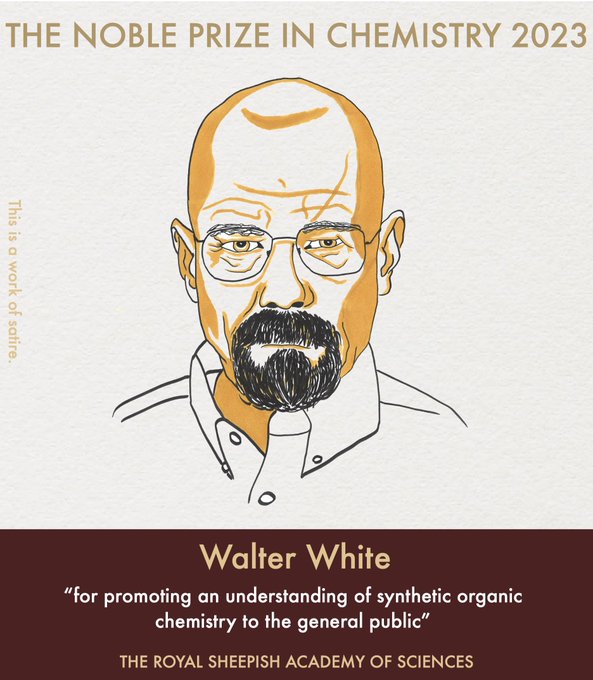 THE NOBLE PRIZE IN CHEMISTRY 2023
This is a work of satire.
Walter White
“for promoting an understanding of synthetic organic
chemistry to the general public”
THE ROYAL SHEEPISH ACADEMY OF SCIENCES